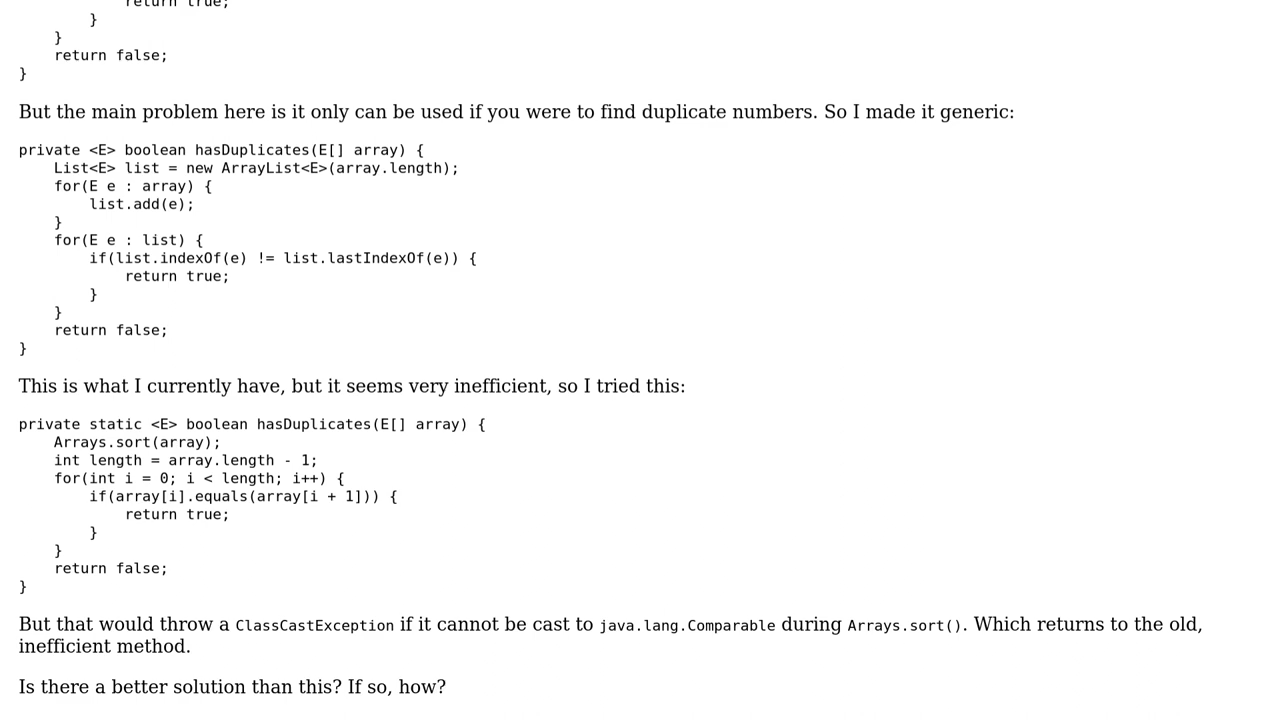 return true;
        }
    }
    return false;
}
But the main problem here is it only can be used if you were to find duplicate numbers. So I made it generic:
private <E> boolean hasDuplicates(E[] array) {
    List<E> list = new ArrayList<E>(array.length);
    for(E e : array) {
        list.add(e);
    }
    for(E e : list) {
        if(list.indexOf(e) != list.lastIndexOf(e)) {
            return true;
        }
    }
    return false;
}
This is what I currently have, but it seems very inefficient, so I tried this:
private static <E> boolean hasDuplicates(E[] array) {
    Arrays.sort(array);
    int length = array.length - 1;
    for(int i = 0; i < length; i++) {
        if(array[i].equals(array[i + 1])) {
            return true;
        }
    }
    return false;
}
But that would throw a ClassCastException if it cannot be cast to java.lang.Comparable during Arrays.sort(). Which returns to the old,
inefficient method.
Is there a better solution than this? If so, how?